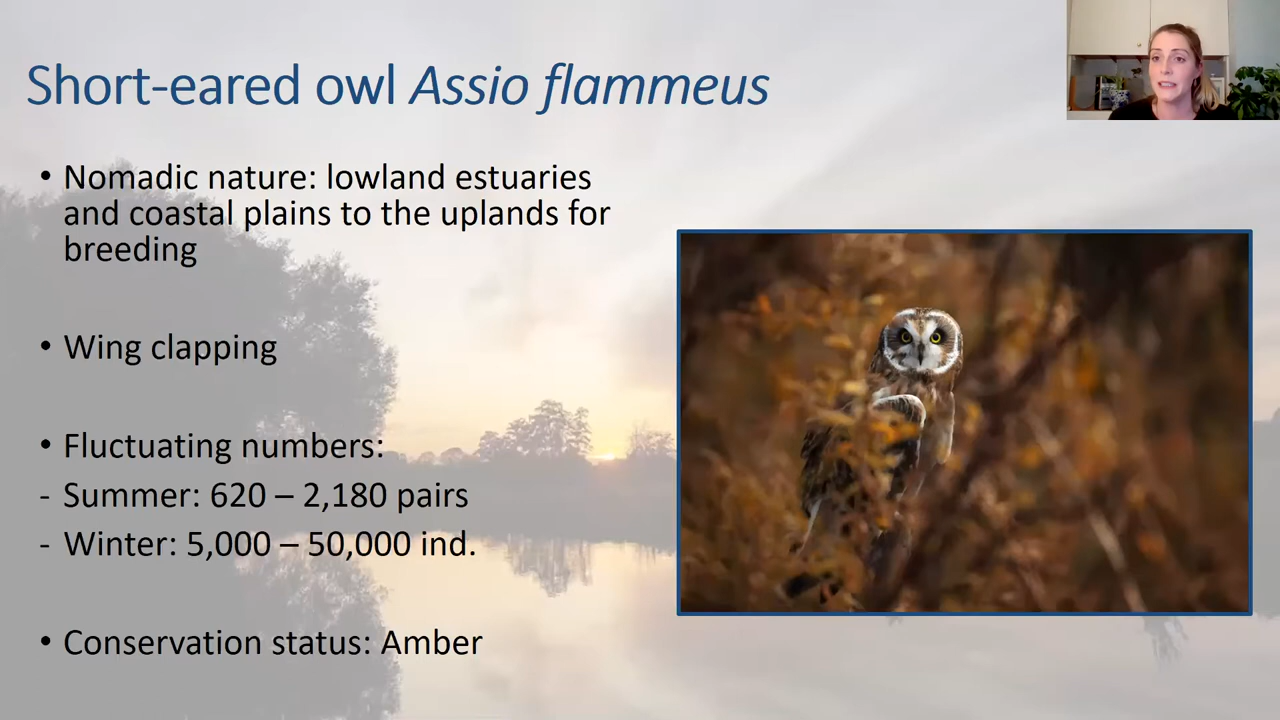 Short-eared owl Assio flammeus
• Nomadic nature: lowland estuaries
and coastal plains to the uplands for
breeding
• Wing clapping
• Fluctuating numbers:
- Summer: 620 – 2,180 pairs
- Winter: 5,000 – 50,000 ind.
• Conservation status: Amber